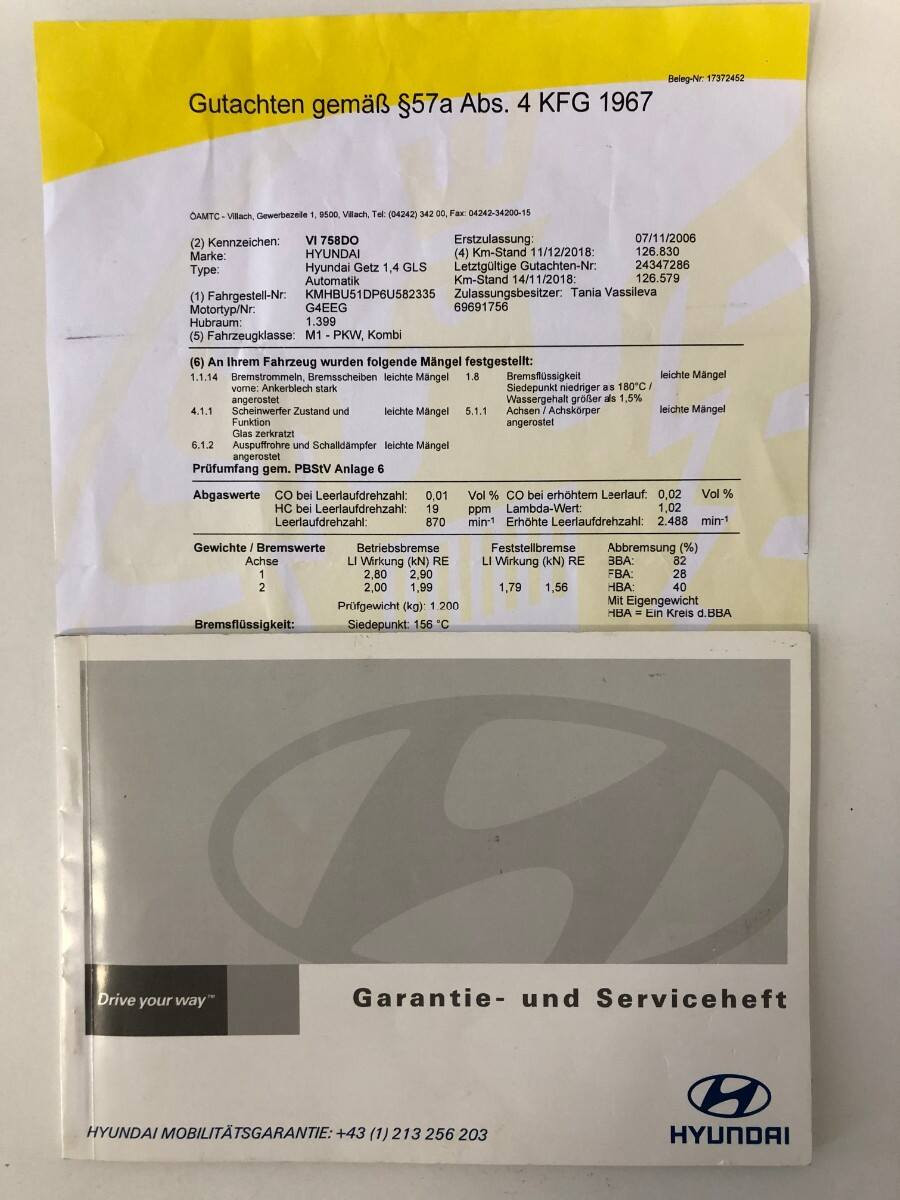 Beleg-Nr: 17372452
Gutachten gemäß §57a Abs. 4 KFG 1967
ÖAMTC - Villach, Gewerbezeile 1, 9500, Villach, Tel: (04242) 342 00, Fax: 04242-34200-15
(2) Kennzeichen: VI 758DO Erstzulassung: 07/11/2006
Marke: HYUNDAI (4) Km-Stand 11/12/2018: 126.830
Type: Hyundai Getz 1,4 GLS Letztgültige Gutachten-Nr: 24347286
Automatik Km-Stand 14/11/2018: 126.579
(1) Fahrgestell-Nr: KMHBU51DP6U582335 Zulassungsbesitzer: Tania Vassileva
Motortyp/Nr: G4EEG 69691756
Hubraum: 1.399
(5) Fahrzeugklasse: M1 - PKW, Kombi
(6) An Ihrem Fahrzeug wurden folgende Mängel festgestellt:
1.1.14 Bremstrommeln, Bremsscheiben leichte Mängel 1.8 Bremsflüssigkeit leichte Mängel
vorne: Ankerblech stark Siedepunkt niedriger als 180°C /
angerostet Wassergehalt größer als 1,5%
4.1.1 Scheinwerfer Zustand und leichte Mängel 5.1.1 Achsen / Achskörper leichte Mängel
Funktion angerostet
Glas zerkratzt
6.1.2 Auspuffrohre und Schalldämpfer leichte Mängel
angerostet
Prüfumfang gem. PBStV Anlage 6
Abgaswerte CO bei Leerlaufdrehzahl: 0,01 Vol % CO bei erhöhtem Leerlauf: 0,02 Vol %
HC bei Leerlaufdrehzahl: 19 ppm Lambda-Wert: 1,02
Leerlaufdrehzahl: 870 min-1 Erhöhte Leerlaufdrehzahl: 2.488 min-1
Gewichte / Bremswerte Betriebsbremse Feststellbremse Abbremsung (%)
Achse LI Wirkung (kN) RE LI Wirkung (kN) RE BBA: 82
1 2,80 2,90 FBA: 28
2 2,00 1,99 1,79 1,56 HBA: 40
Mit Eigengewicht
Prüfgewicht (kg): 1.200 HBA = Ein Kreis d.BBA
Bremsflüssigkeit: Siedepunkt: 156 °C
Drive your way™
Garantie- und Serviceheft
HYUNDAI MOBILITÄTSGARANTIE: +43 (1) 213 256 203
HYUNDAI